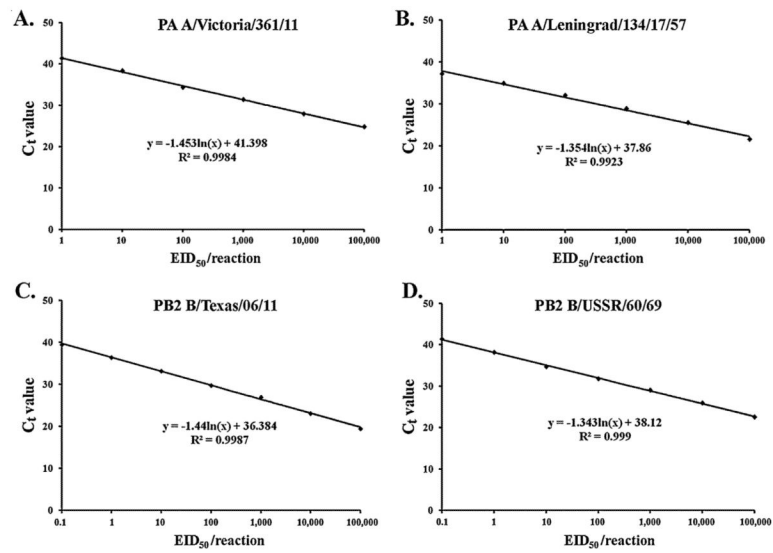 A.
PA A/Victoria/361/11
50
40
30
20
10
0
Ct value
y = -1.453ln(x) + 41.398
R² = 0.9984
1 10 100 1,000 10,000 100,000
EID50/reaction
B.
PA A/Leningrad/134/17/57
50
40
30
20
10
0
Ct value
y = -1.354ln(x) + 37.86
R² = 0.9923
1 10 100 1,000 10,000 100,000
EID50/reaction
C.
PB2 B/Texas/06/11
50
40
30
20
10
0
Ct value
y = -1.44ln(x) + 36.384
R² = 0.9987
0.1 1 10 100 1,000 10,000 100,000
EID50/reaction
D.
PB2 B/USSR/60/69
50
40
30
20
10
0
Ct value
y = -1.343ln(x) + 38.12
R² = 0.999
0.1 1 10 100 1,000 10,000 100,000
EID50/reaction